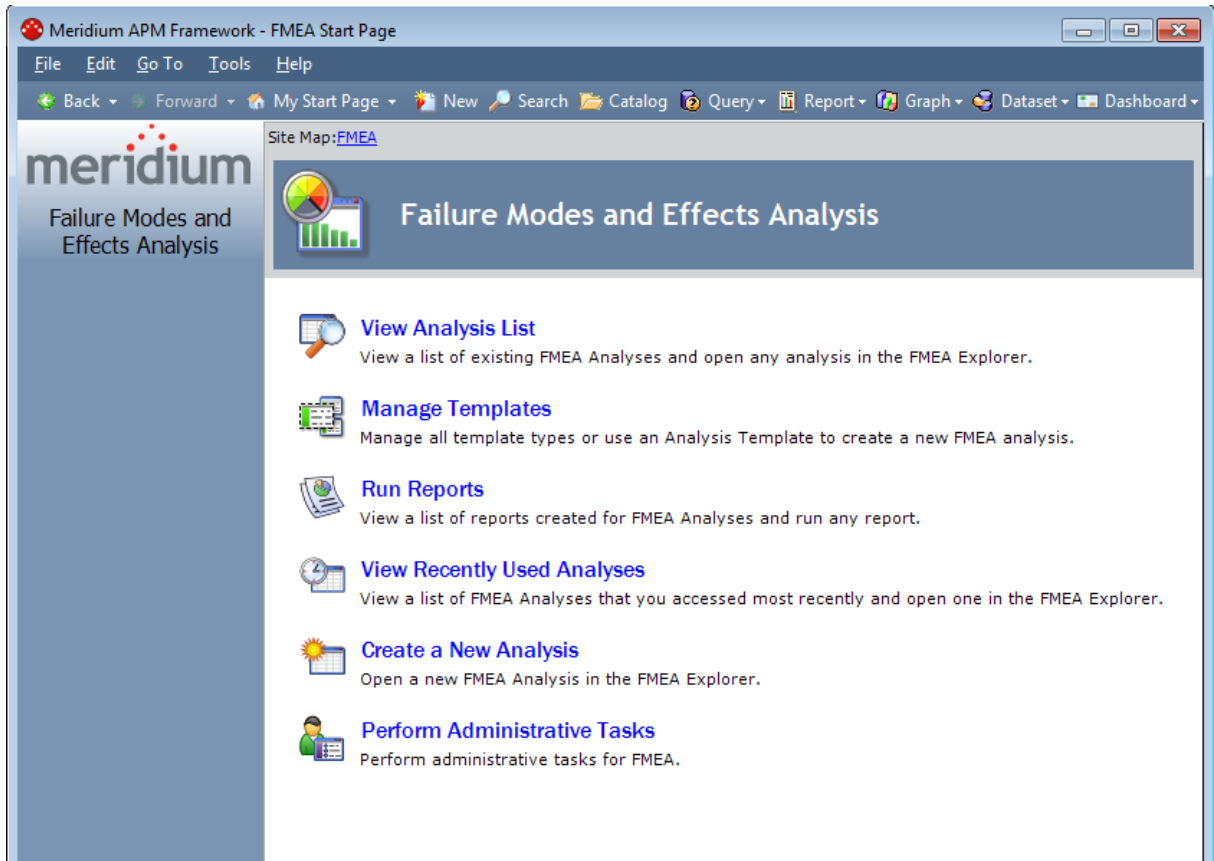 Meridium APM Framework - FMEA Start Page
File Edit Go To Tools Help
Back Forward My Start Page New Search Catalog Query Report Graph Dataset Dashboard
meridium
Failure Modes and
Effects Analysis
Site Map:FMEA
Failure Modes and Effects Analysis
View Analysis List
View a list of existing FMEA Analyses and open any analysis in the FMEA Explorer.
Manage Templates
Manage all template types or use an Analysis Template to create a new FMEA analysis.
Run Reports
View a list of reports created for FMEA Analyses and run any report.
View Recently Used Analyses
View a list of FMEA Analyses that you accessed most recently and open one in the FMEA Explorer.
Create a New Analysis
Open a new FMEA Analysis in the FMEA Explorer.
Perform Administrative Tasks
Perform administrative tasks for FMEA.